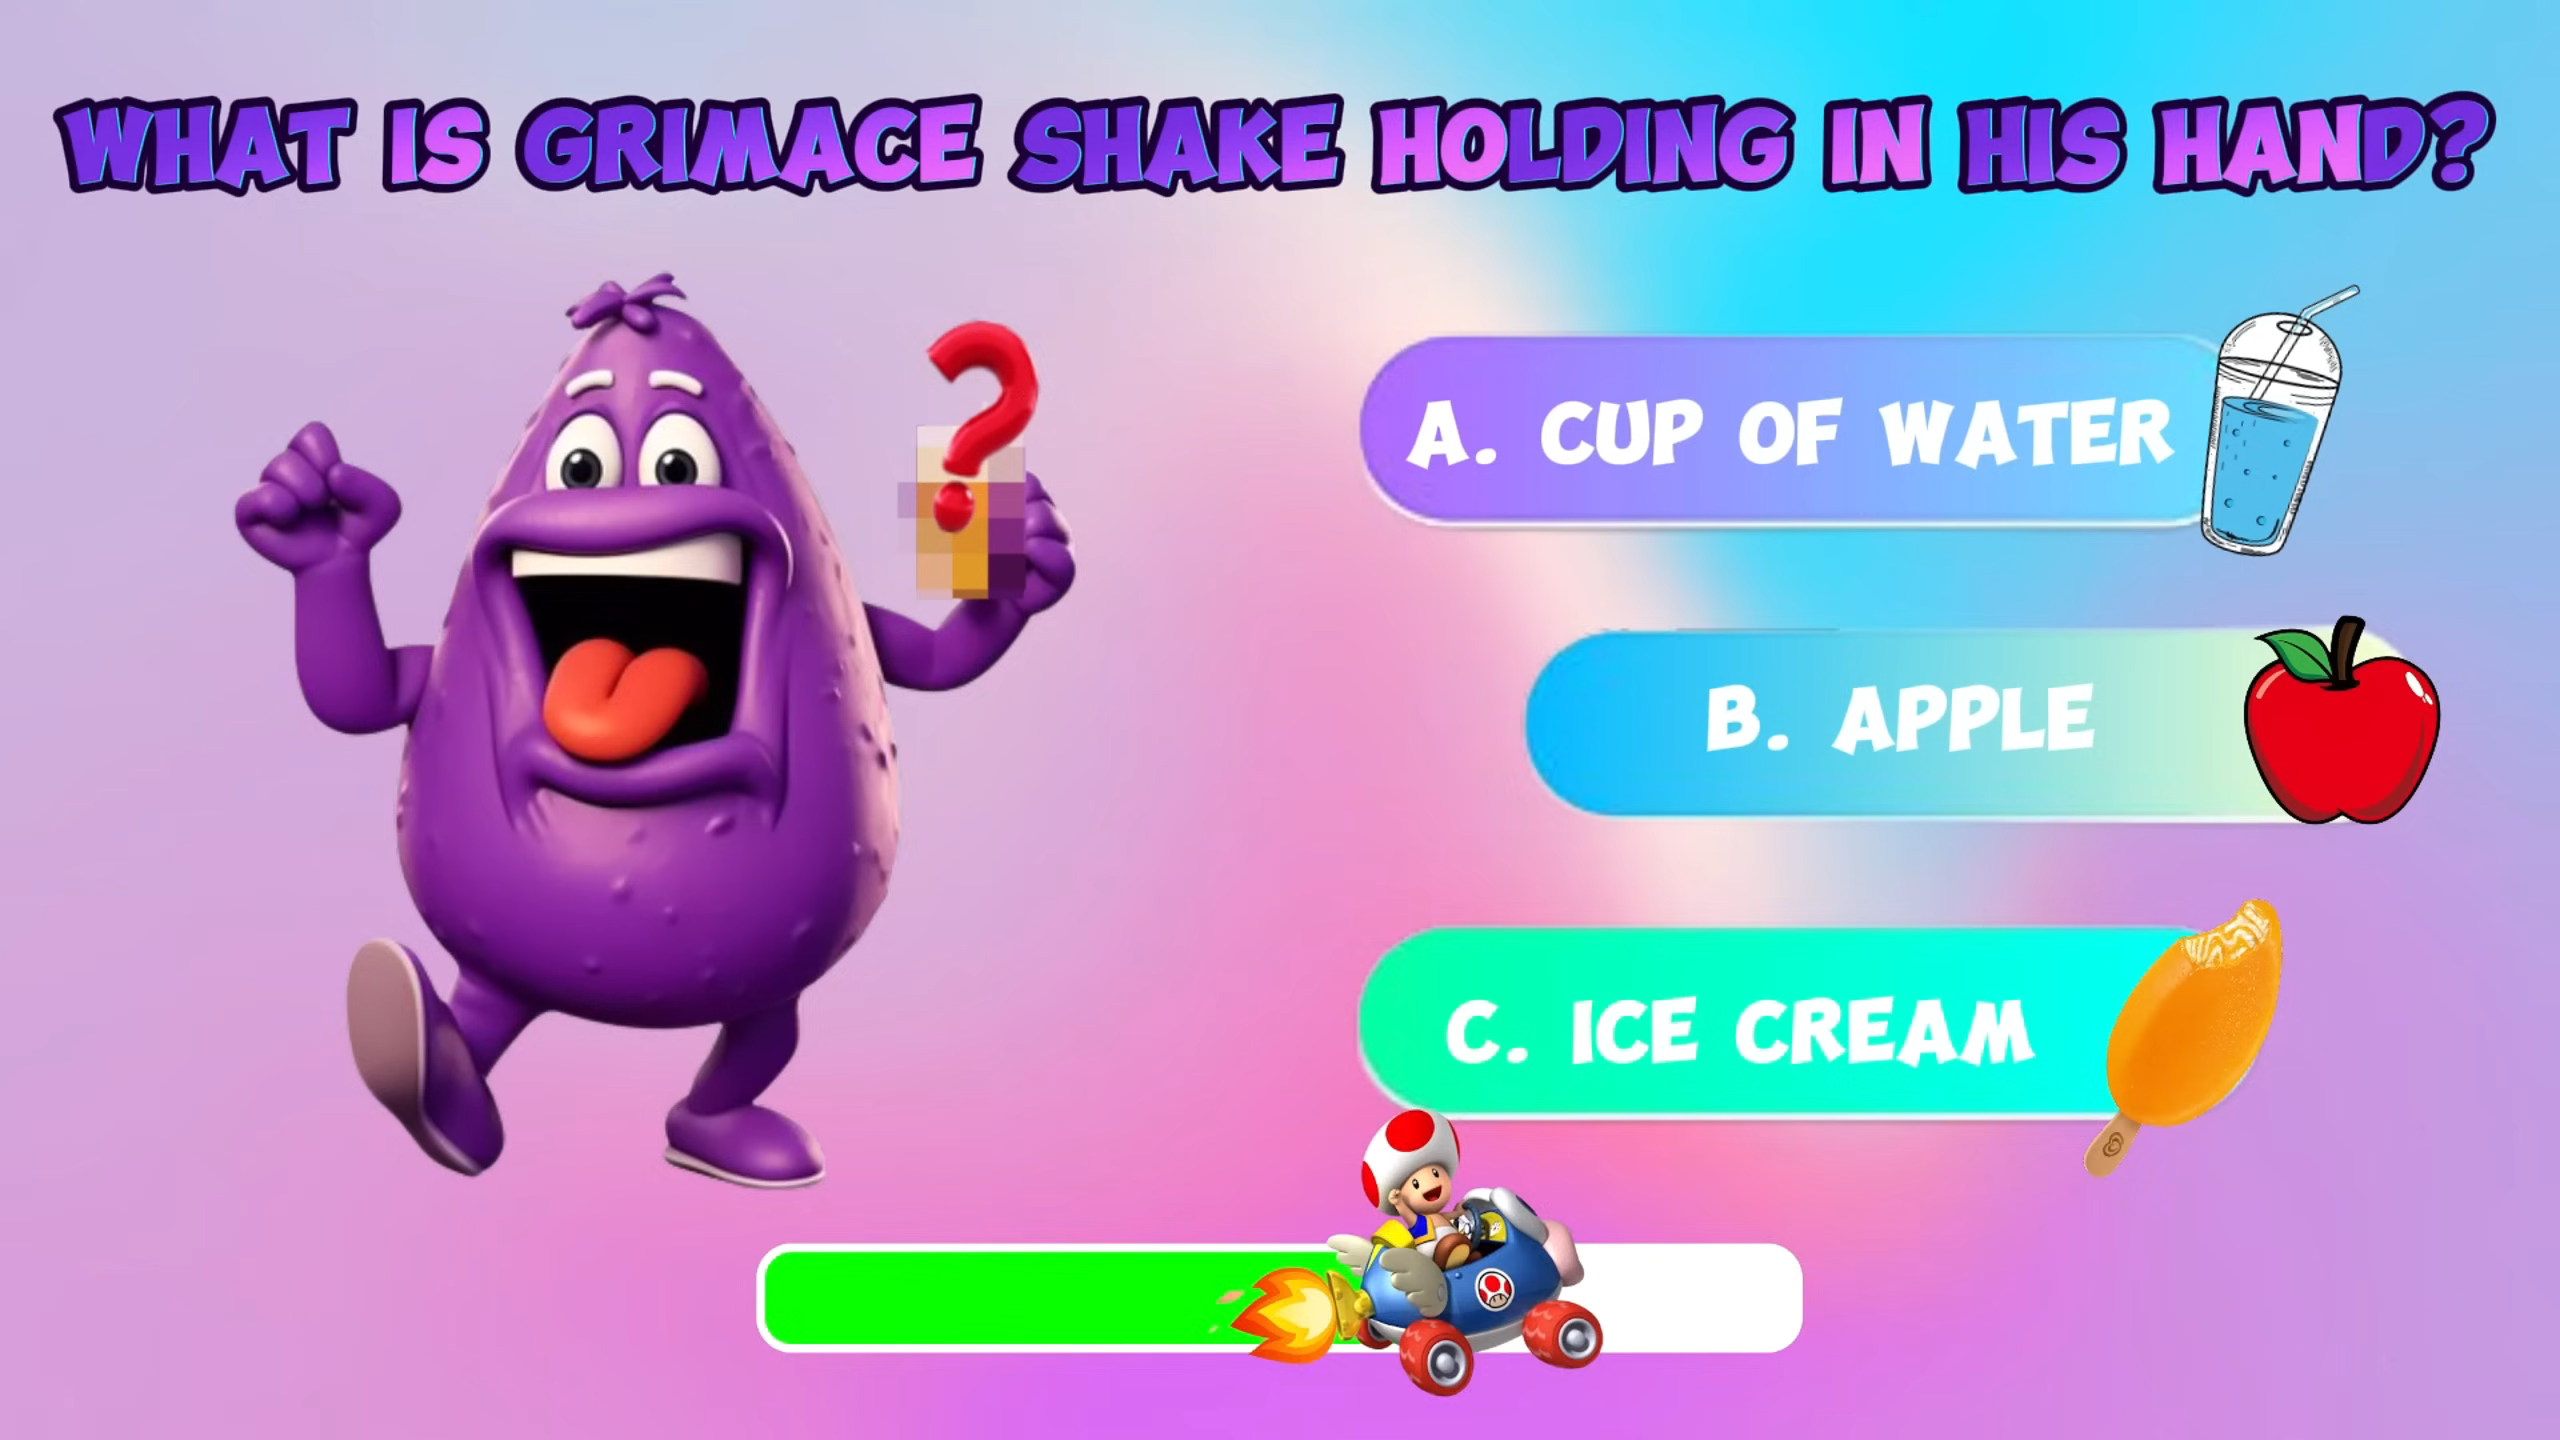 WHAT IS GRIMACE SHAKE HOLDING IN HIS HAND?
A. CUP OF WATER
B. APPLE
C. ICE CREAM